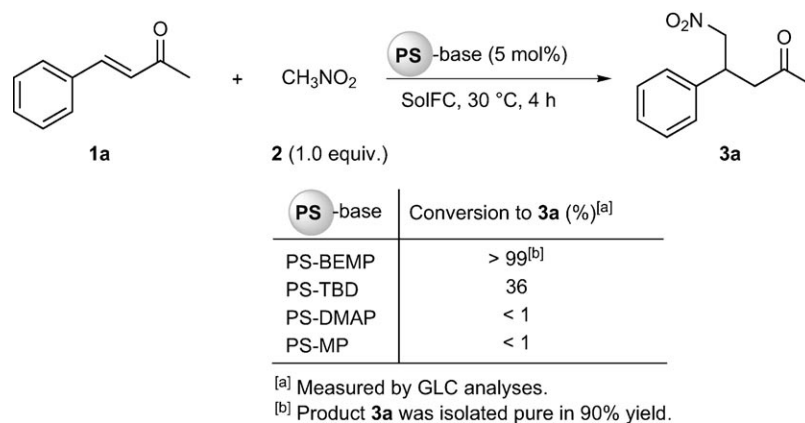 O₂N
O
O
PS-base (5 mol%)
+ CH₃NO₂
SolFC, 30 °C, 4 h
1a 2 (1.0 equiv.) 3a
PS-base Conversion to 3a (%)[a]
PS-BEMP > 99[b]
PS-TBD 36
PS-DMAP < 1
PS-MP < 1
[a] Measured by GLC analyses.
[b] Product 3a was isolated pure in 90% yield.